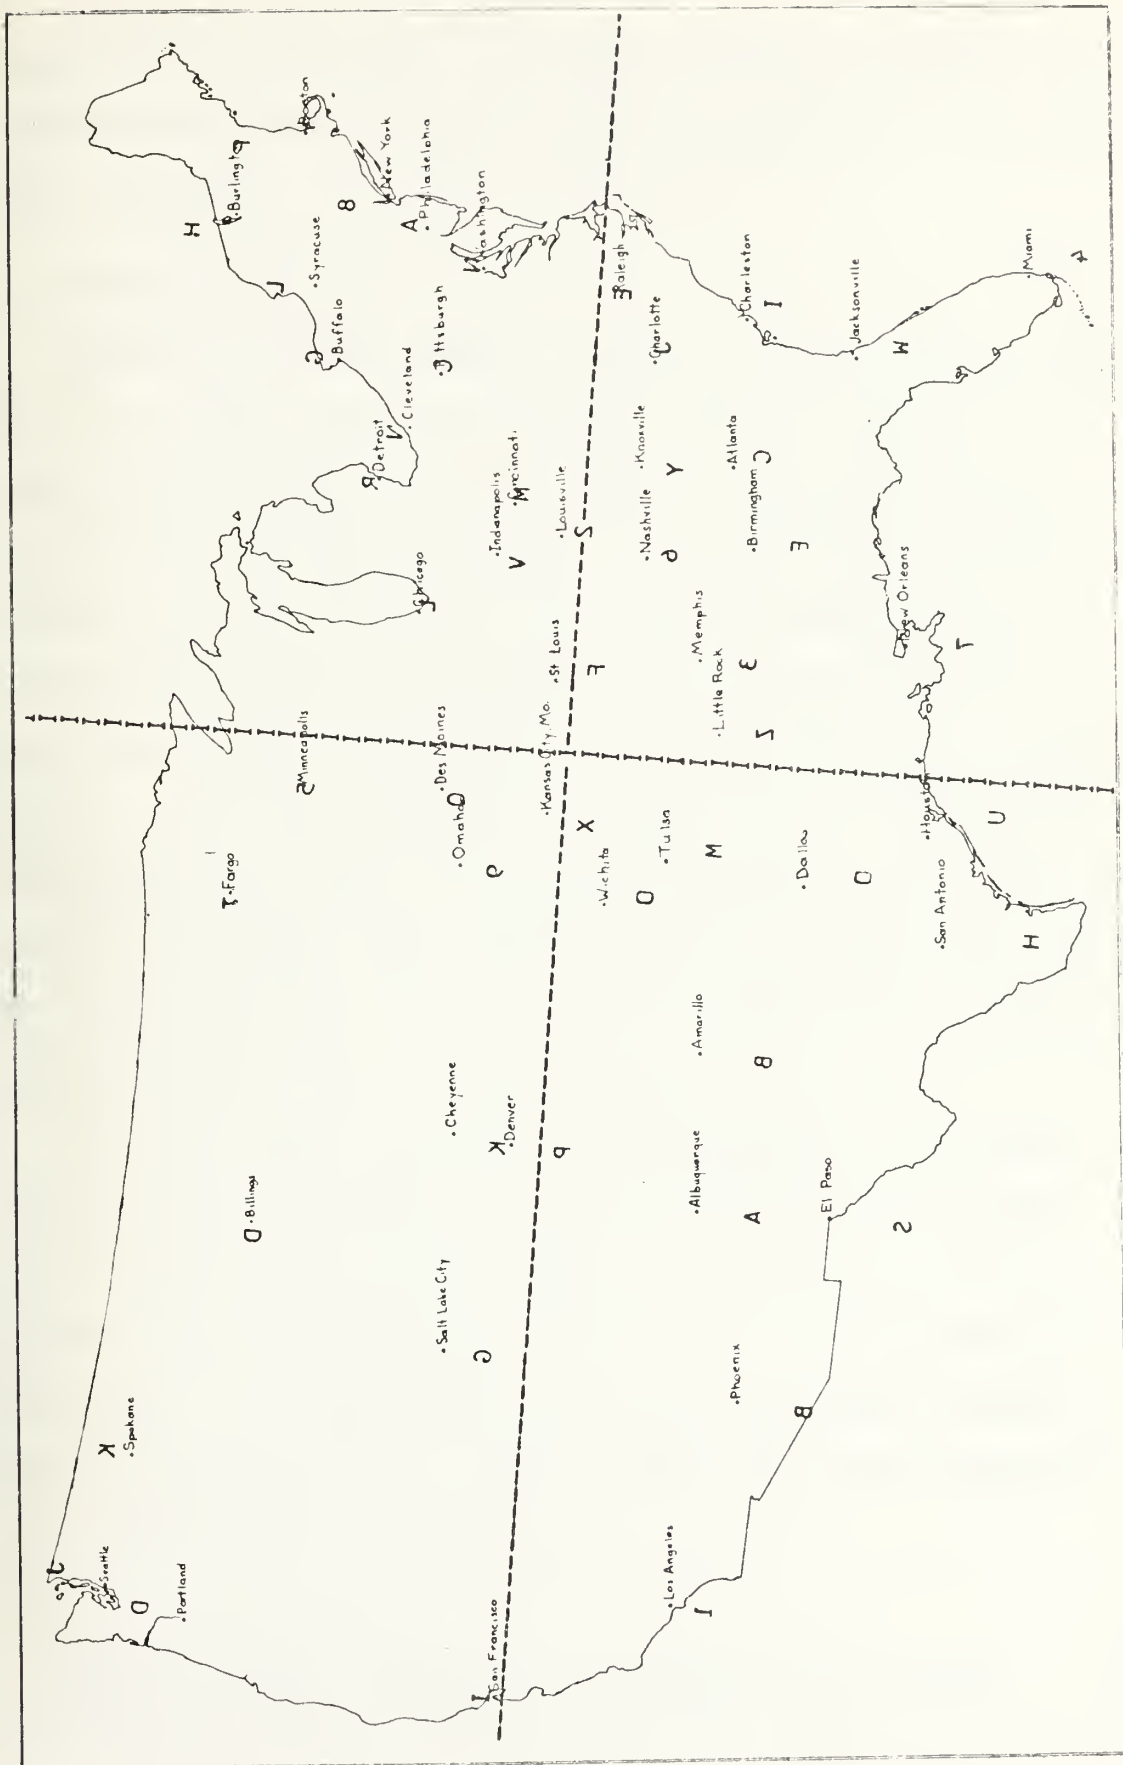 Seattle
Spokane
Portland
Fargo
Billings
Minneapolis
Burlington
Boston
Syracuse
Buffalo
New York
Philadelphia
Detroit
Cleveland
Chicago
Pittsburgh
Washington
Salt Lake City
Cheyenne
Omaha
Des Moines
Denver
Indianapolis
Cincinnati
San Francisco
Kansas City, Mo.
St Louis
Louisville
Wichita
Tulsa
Nashville
Knoxville
Raleigh
Charlotte
Los Angeles
Albuquerque
Amarillo
Little Rock
Memphis
Phoenix
Birmingham
Atlanta
Charleston
El Paso
Dallas
Jacksonville
San Antonio
Houston
New Orleans
Miami
K
D
K
D
H
8
A
V
X
O
M
O
8
A
B
H
U
I
M
Y
3